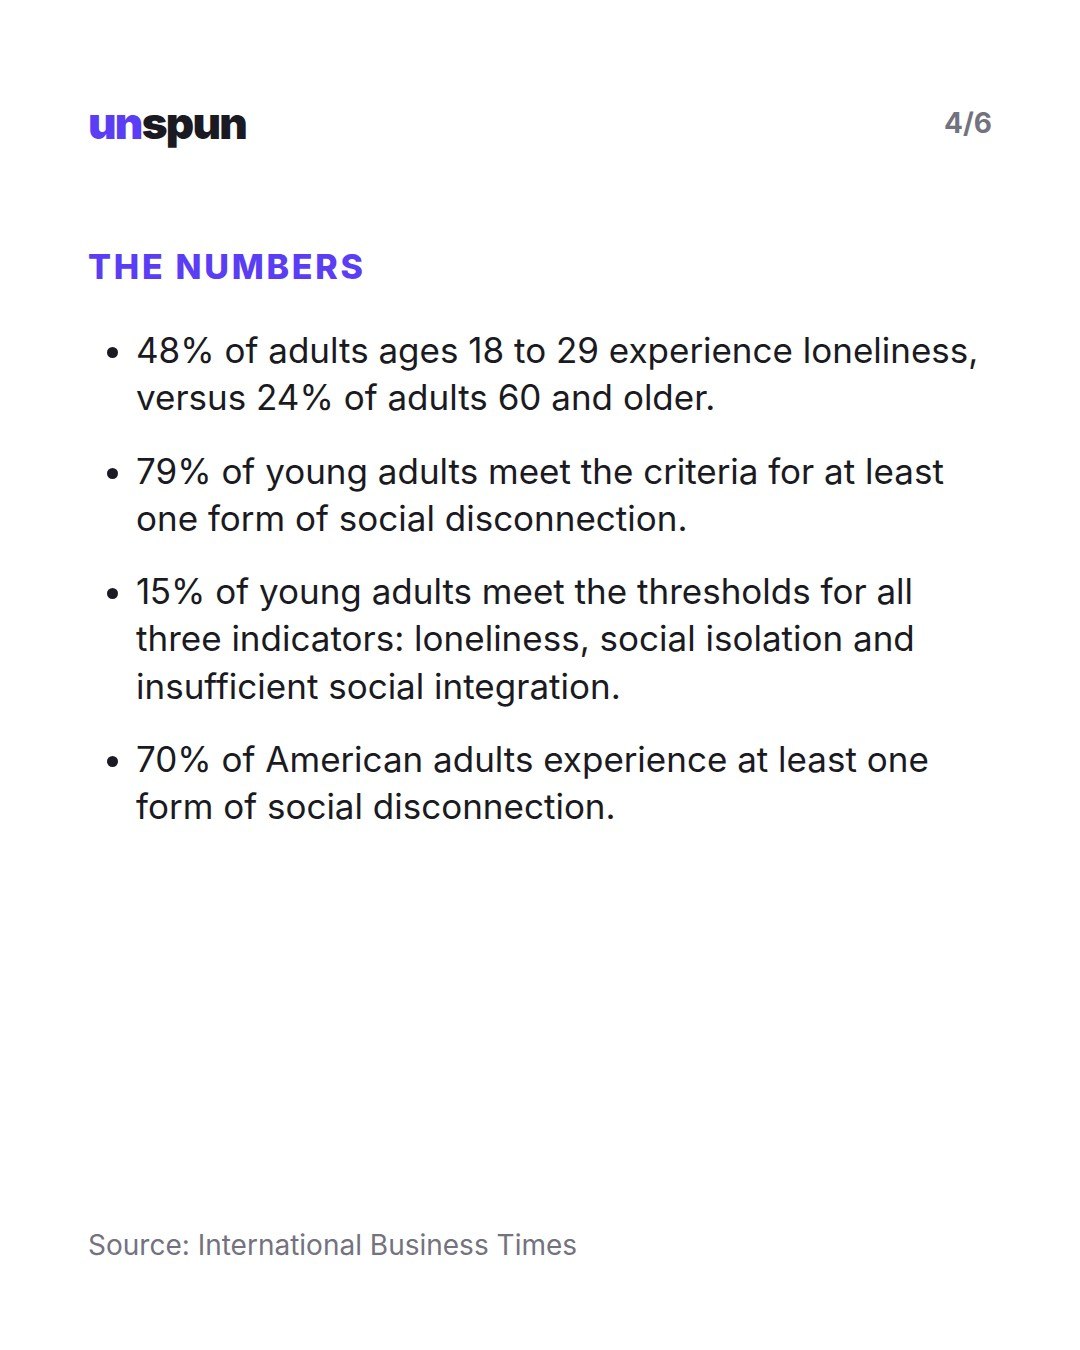 unspun
4/6
THE NUMBERS
• 48% of adults ages 18 to 29 experience loneliness,
versus 24% of adults 60 and older.
• 79% of young adults meet the criteria for at least
one form of social disconnection.
• 15% of young adults meet the thresholds for all
three indicators: loneliness, social isolation and
insufficient social integration.
• 70% of American adults experience at least one
form of social disconnection.
Source: International Business Times